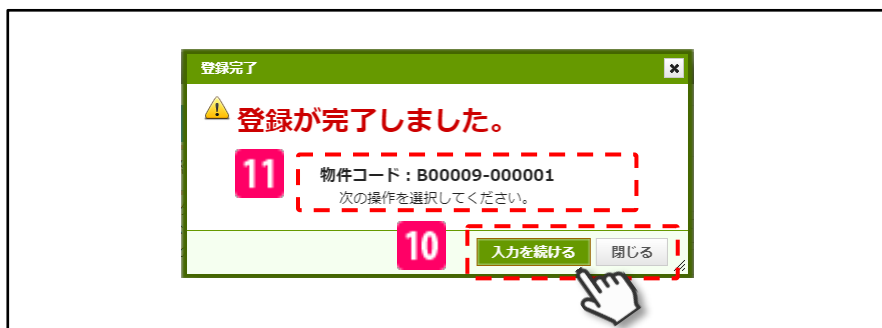 登録完了
登録が完了しました。
11
物件コード：B00009-000001
次の操作を選択してください。
10
入力を続ける 閉じる